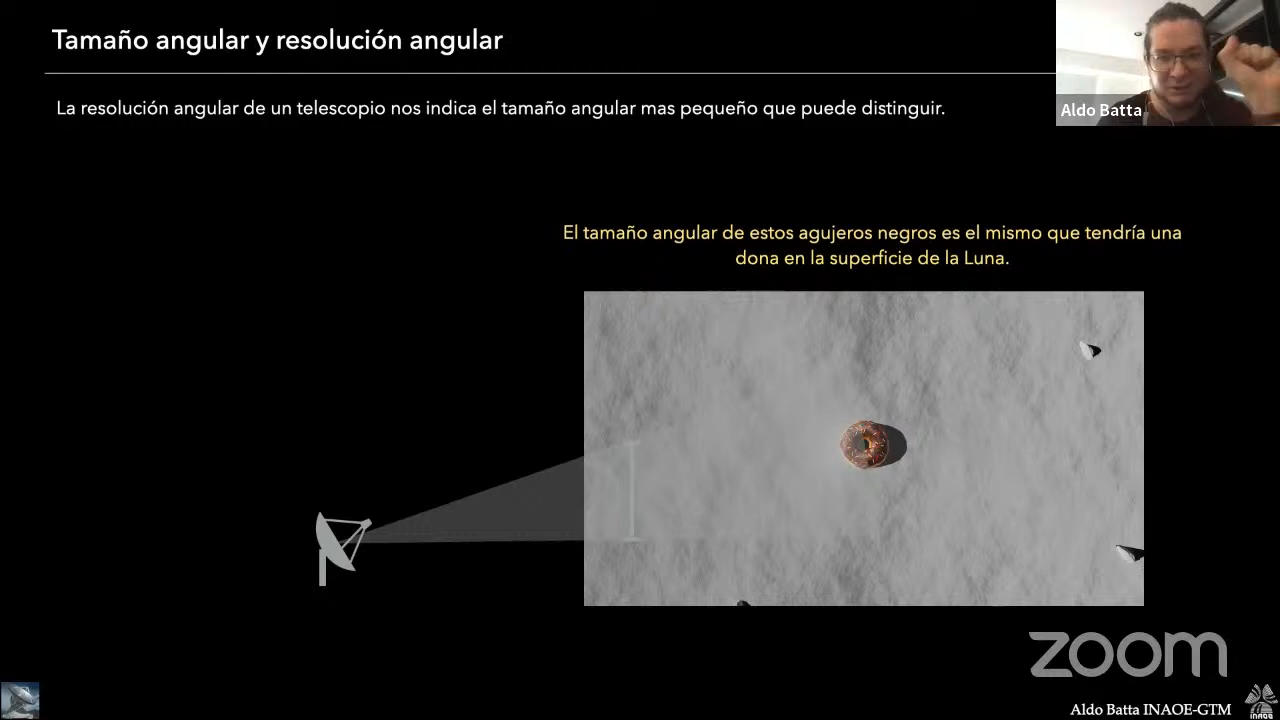 Tamaño angular y resolución angular
La resolución angular de un telescopio nos indica el tamaño angular mas pequeño que puede distinguir.
Aldo Batta
El tamaño angular de estos agujeros negros es el mismo que tendría una
dona en la superficie de la Luna.
zoom
Aldo Batta INAOE-GTM
INAOE